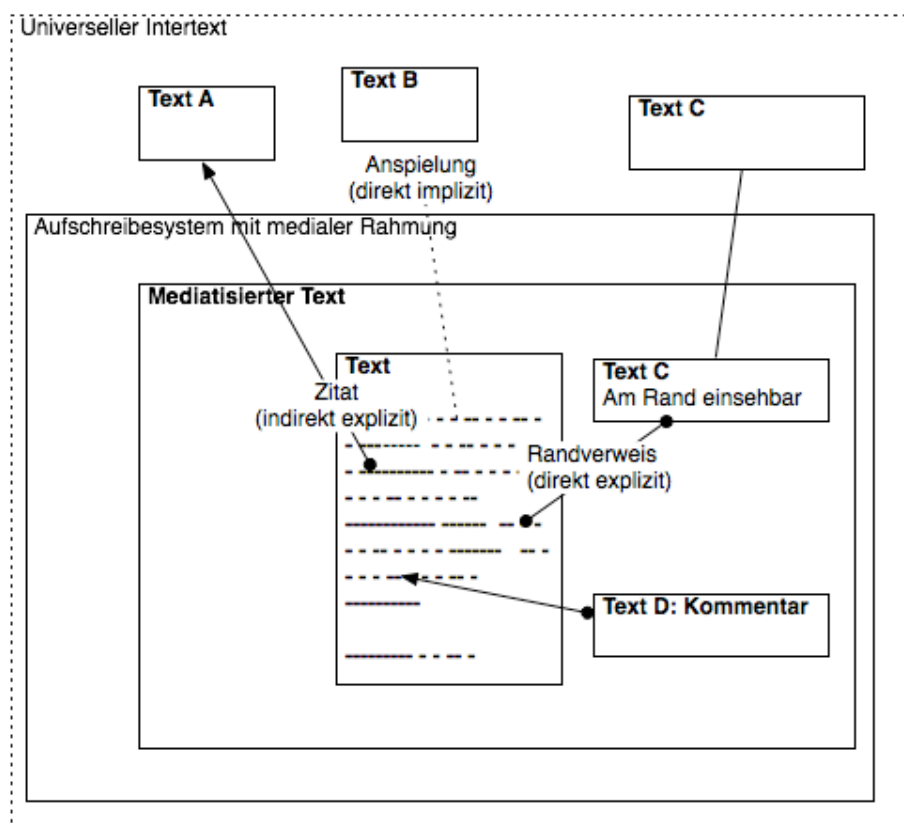 Universeller Intertext
Text A
Text B
Text C
Anspielung
(direkt implizit)
Aufschreibesystem mit medialer Rahmung
Mediatisierter Text
Text
Zitat
(indirekt explizit)
Text C
Am Rand einsehbar
Randverweis
(direkt explizit)
Text D: Kommentar